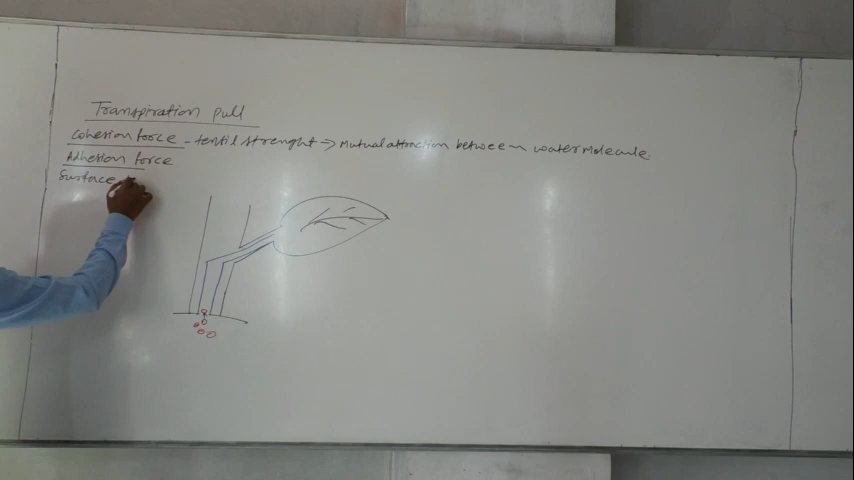 Transpiration pull
Cohesion force - tentil strenght → Mutual attraction between water Molecule.
Adhesion force
Surface